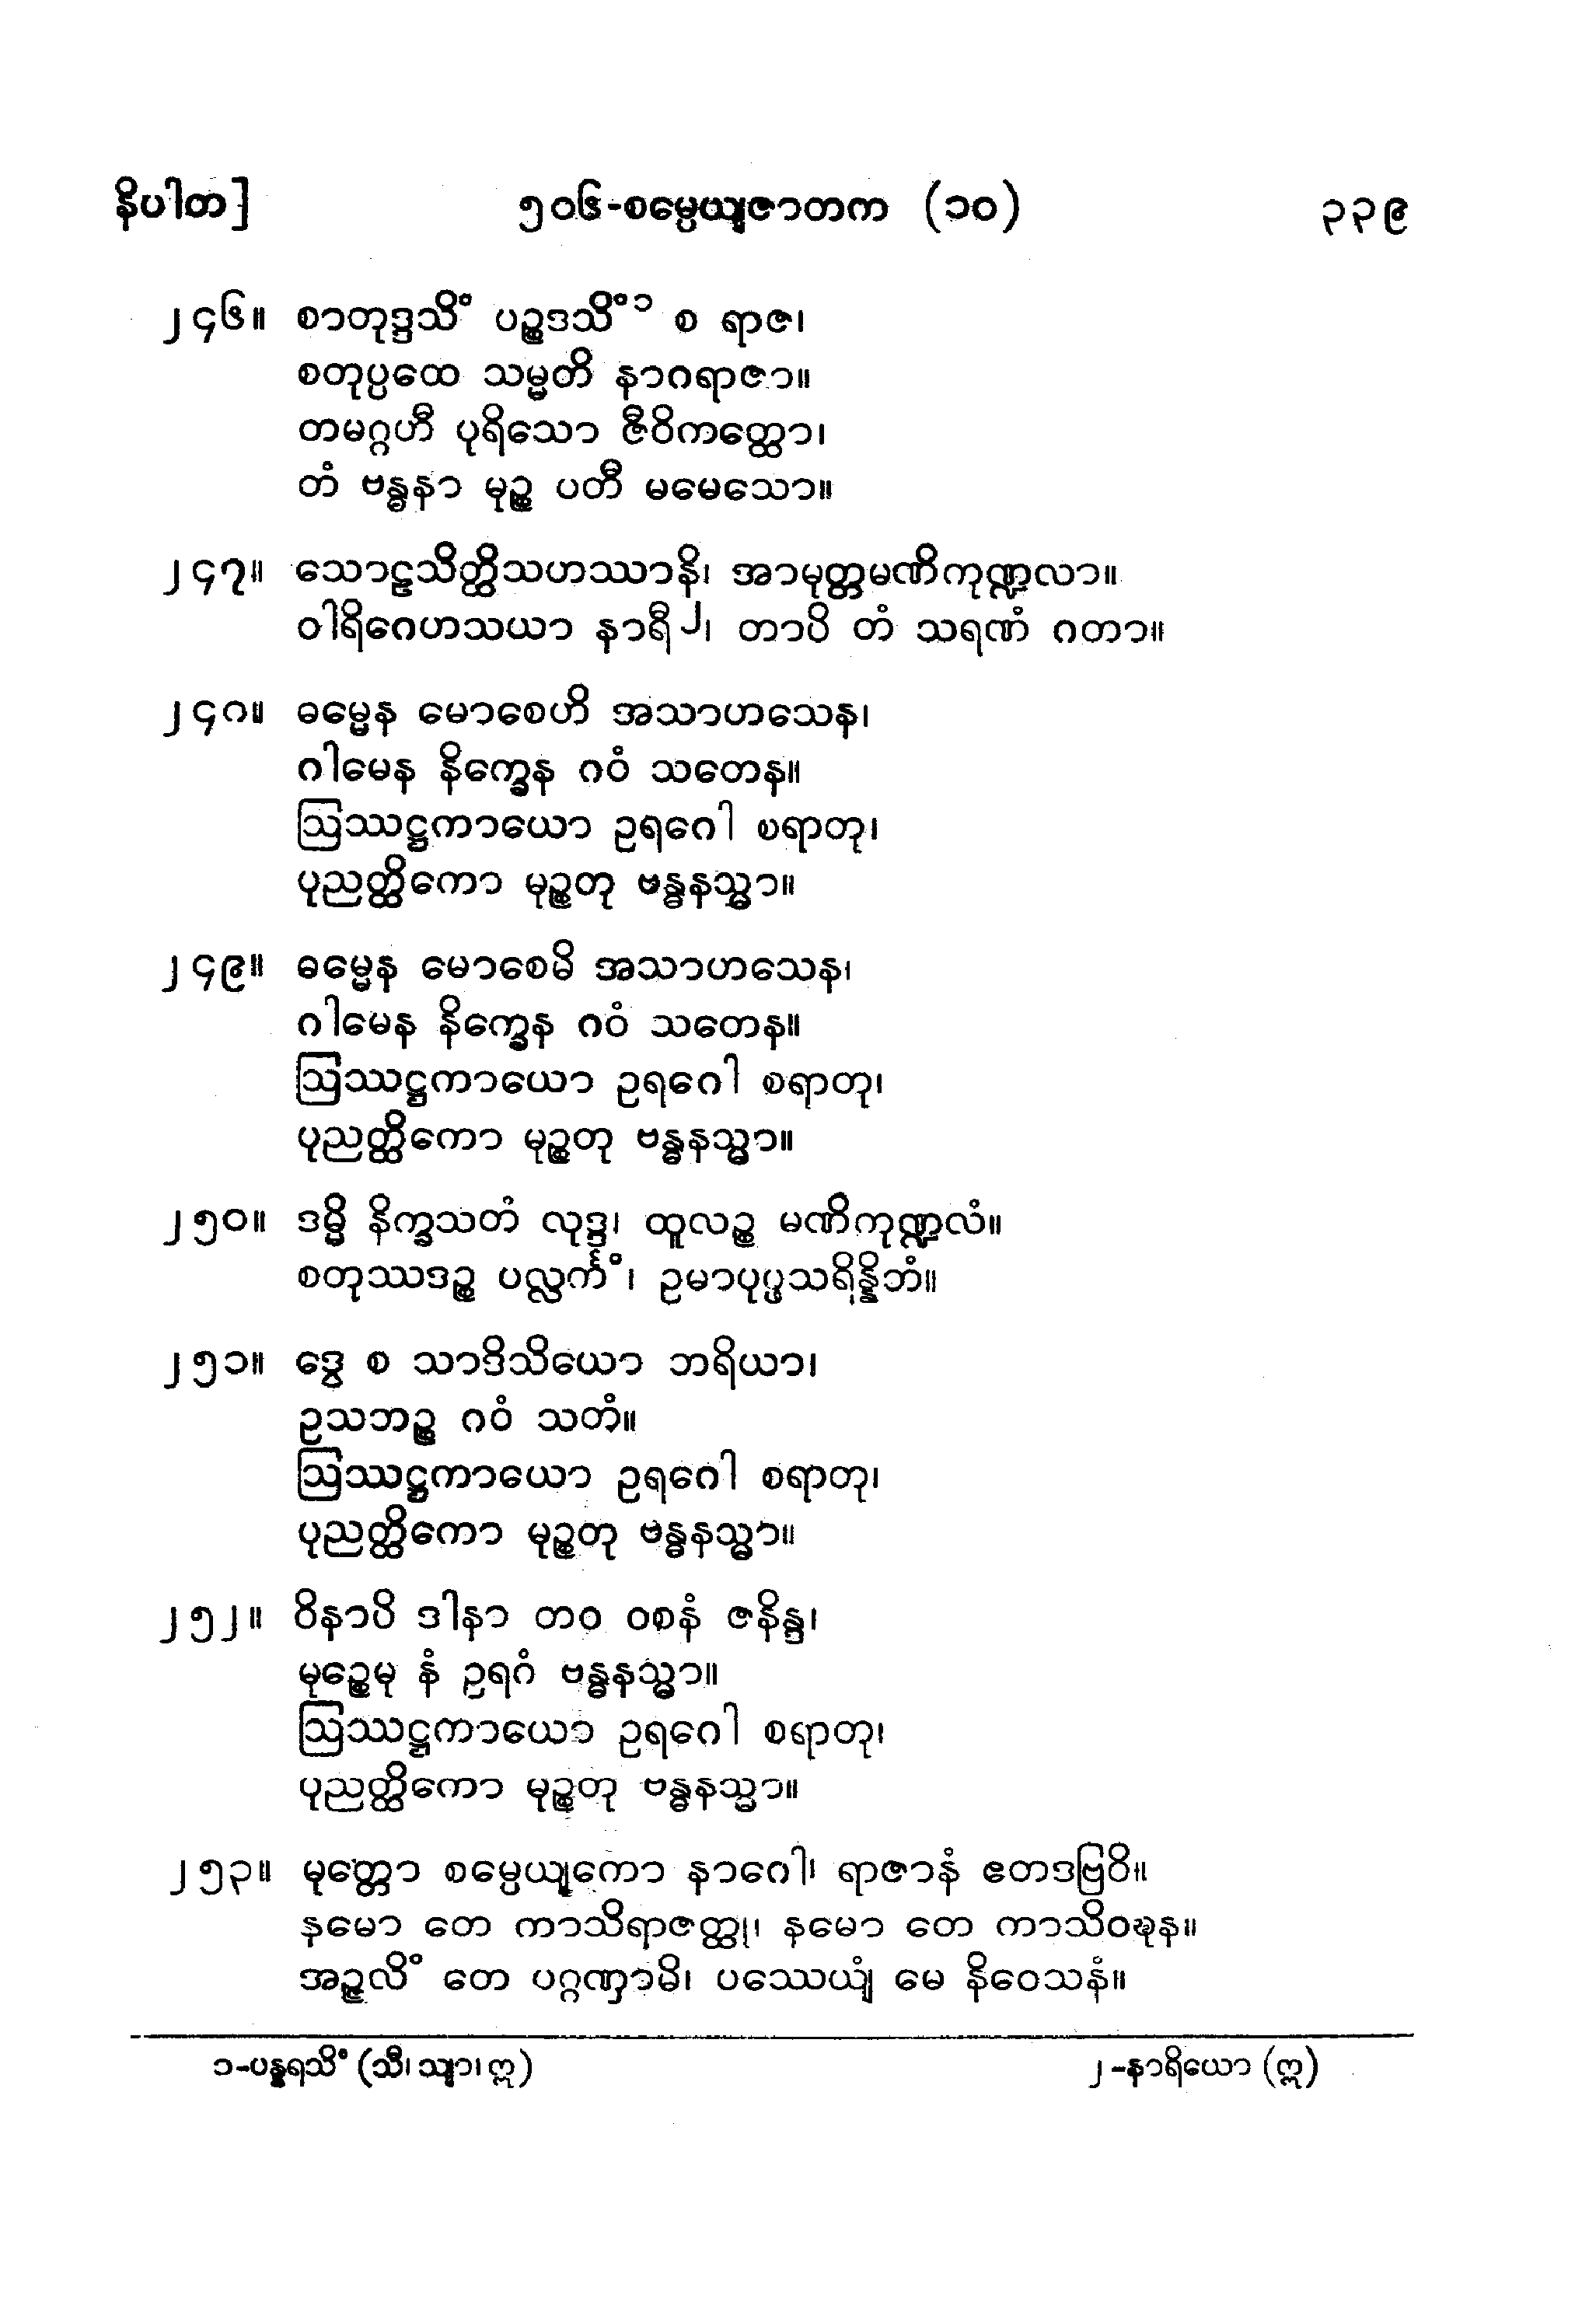 နိပါတ]  ၅၀၆-စမ္ပေယျဇာတက (၁၀)  ၃၃၉
၂၄၆။ စာတုဒ္ဒသိံ ပဉ္စဒသိံ ၁ စ ရာဇ၊
စတုပ္ပထေ သမ္မတိ နာဂရာဇာ။
တမဂ္ဂဟီ ပုရိသော ဇီဝိကတ္ထော၊
တံ ဗန္ဓနာ မုဉ္စ ပတီ မမေသော။
၂၄၇။ သောဠသိတ္ထိသဟဿာနိ၊ အာမုတ္တမဏိကုဏ္ဍလာ။
ဝါရိဂေဟသယာ နာရီ ၂၊ တာပိ တံ သရဏံ ဂတာ။
၂၄၈။ ဓမ္မေန မောစေဟိ အသာဟသေန၊
ဂါမေန နိက္ခေန ဂဝံ သတေန။
ဩဿဋ္ဌကာယော ဥရဂေါ စရာတု၊
ပုညတ္ထိကော မုဉ္စတု ဗန္ဓနသ္မာ။
၂၄၉။ ဓမ္မေန မောစေမိ အသာဟသေန၊
ဂါမေန နိက္ခေန ဂဝံ သတေန။
ဩဿဋ္ဌကာယော ဥရဂေါ စရာတု၊
ပုညတ္ထိကော မုဉ္စတု ဗန္ဓနသ္မာ။
၂၅၀။ ဒမ္မိ နိက္ခသတံ လုဒ္ဒ၊ ထူလဉ္စ မဏိကုဏ္ဍလံ။
စတုဿဒဉ္စ ပလ္လင်္ကံ၊ ဥမာပုပ္ဖသရိန္နိဘံ။
၂၅၁။ ဒွေ စ သာဒိသိယော ဘရိယာ၊
ဥသဘဉ္စ ဂဝံ သတံ။
ဩဿဋ္ဌကာယော ဥရဂေါ စရာတု၊
ပုညတ္ထိကော မုဉ္စတု ဗန္ဓနသ္မာ။
၂၅၂။ ဝိနာပိ ဒါနာ တဝ ဝစနံ ဇနိန္ဒ၊
မုဉ္စေမု နံ ဥရဂံ ဗန္ဓနသ္မာ။
ဩဿဋ္ဌကာယော ဥရဂေါ စရာတု၊
ပုညတ္ထိကော မုဉ္စတု ဗန္ဓနသ္မာ။
၂၅၃။ မုတ္တော စမ္ပေယျကော နာဂေါ၊ ရာဇာနံ ဧတဒဗြဝိ။
နမော တေ ကာသိရာဇတ္ထု၊ နမော တေ ကာသိဝဍ္ဎန။
အဉ္ဇလိံ တေ ပဂ္ဂဏှာမိ၊ ပဿေယျံ မေ နိဝေသနံ။
၁-ပန္နရသိံ (သီ၊ သျာ၊ ဣ)  ၂-နာရိယော (ဣ)